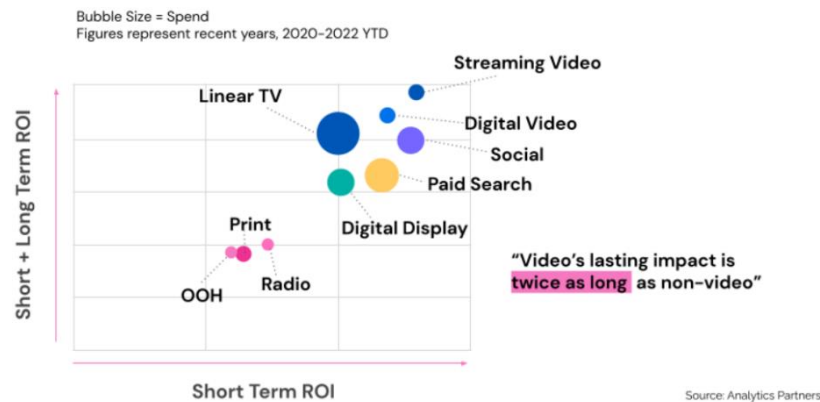 Bubble Size = Spend
Figures represent recent years, 2020-2022 YTD
Streaming Video
Linear TV
Digital Video
Social
Paid Search
Digital Display
Print
Radio
OOH
Short + Long Term ROI
Short Term ROI
“Video’s lasting impact is
twice as long as non-video”
Source: Analytics Partners